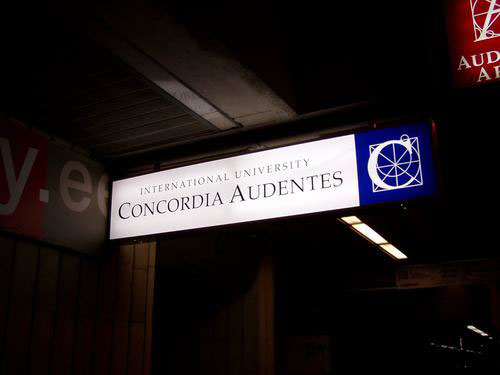 INTERNATIONAL UNIVERSITY
CONCORDIA AUDENTES
y.ee
AUD
A